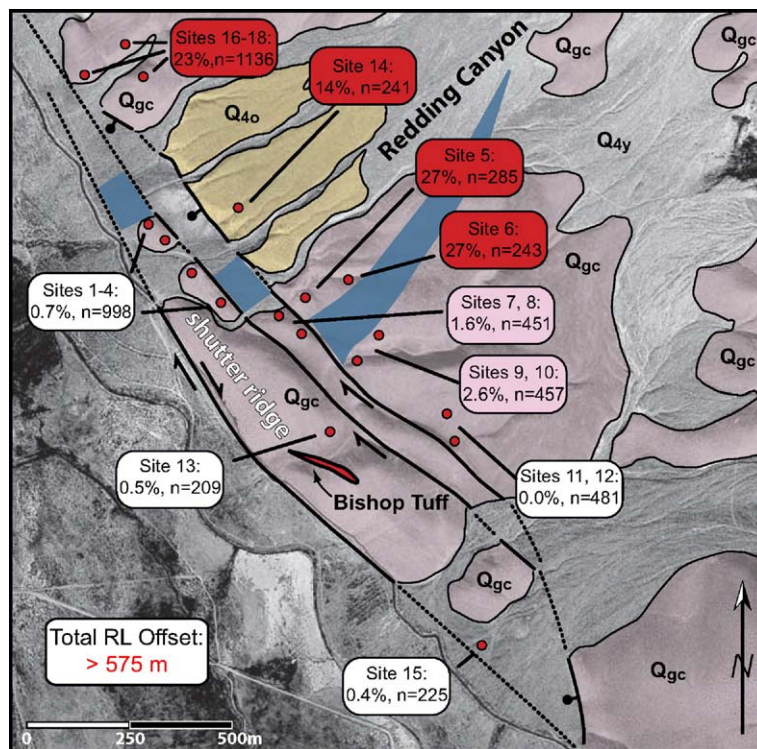 Sites 16-18:
23%,n=1136
Qgc
Site 14:
14%, n=241
Q4o
Redding Canyon
Qgc
Qgc
Q4y
Site 5:
27%, n=285
Site 6:
27%, n=243
Qgc
Sites 7, 8:
1.6%, n=451
Sites 1-4:
0.7%, n=998
shutter ridge
Qgc
Sites 9, 10:
2.6%, n=457
Qgc
Site 13:
0.5%, n=209
Bishop Tuff
Sites 11, 12:
0.0%, n=481
Qgc
Total RL Offset:
> 575 m
Site 15:
0.4%, n=225
Qgc
N
0 250 500m